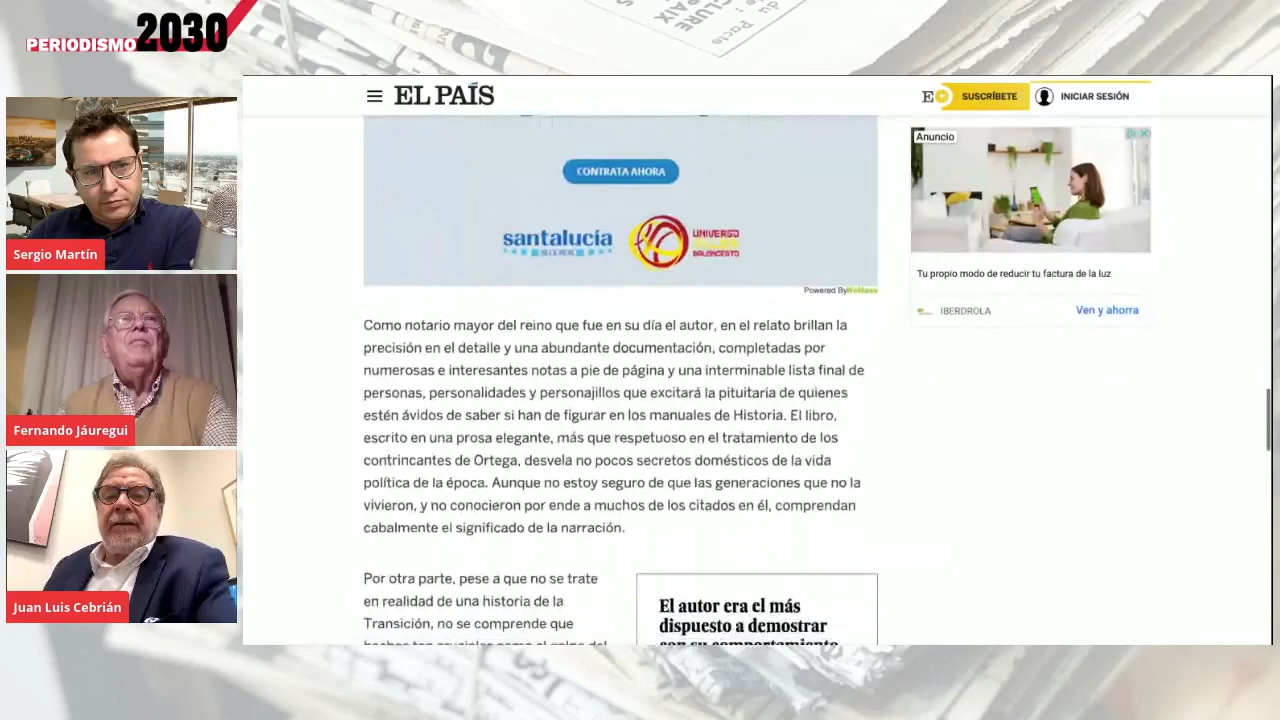 PERIODISMO 2030
Sergio Martín
Fernando Jáuregui
Juan Luis Cebrián
EL PAÍS
E+ SUSCRÍBETE
INICIAR SESIÓN
CONTRATA AHORA
santalucía
SEGUROS
UNIVERSO
BALONCESTO
Powered By WeMass
Anuncio
Tu propio modo de reducir tu factura de la luz
IBERDROLA
Ven y ahorra
Como notario mayor del reino que fue en su día el autor, en el relato brillan la
precisión en el detalle y una abundante documentación, completadas por
numerosas e interesantes notas a pie de página y una interminable lista final de
personas, personalidades y personajillos que excitará la pituitaria de quienes
estén ávidos de saber si han de figurar en los manuales de Historia. El libro,
escrito en una prosa elegante, más que respetuoso en el tratamiento de los
contrincantes de Ortega, desvela no pocos secretos domésticos de la vida
política de la época. Aunque no estoy seguro de que las generaciones que no la
vivieron, y no conocieron por ende a muchos de los citados en él, comprendan
cabalmente el significado de la narración.
Por otra parte, pese a que no se trate
en realidad de una historia de la
Transición, no se comprende que
El autor era el más
dispuesto a demostrar
con su comportamiento